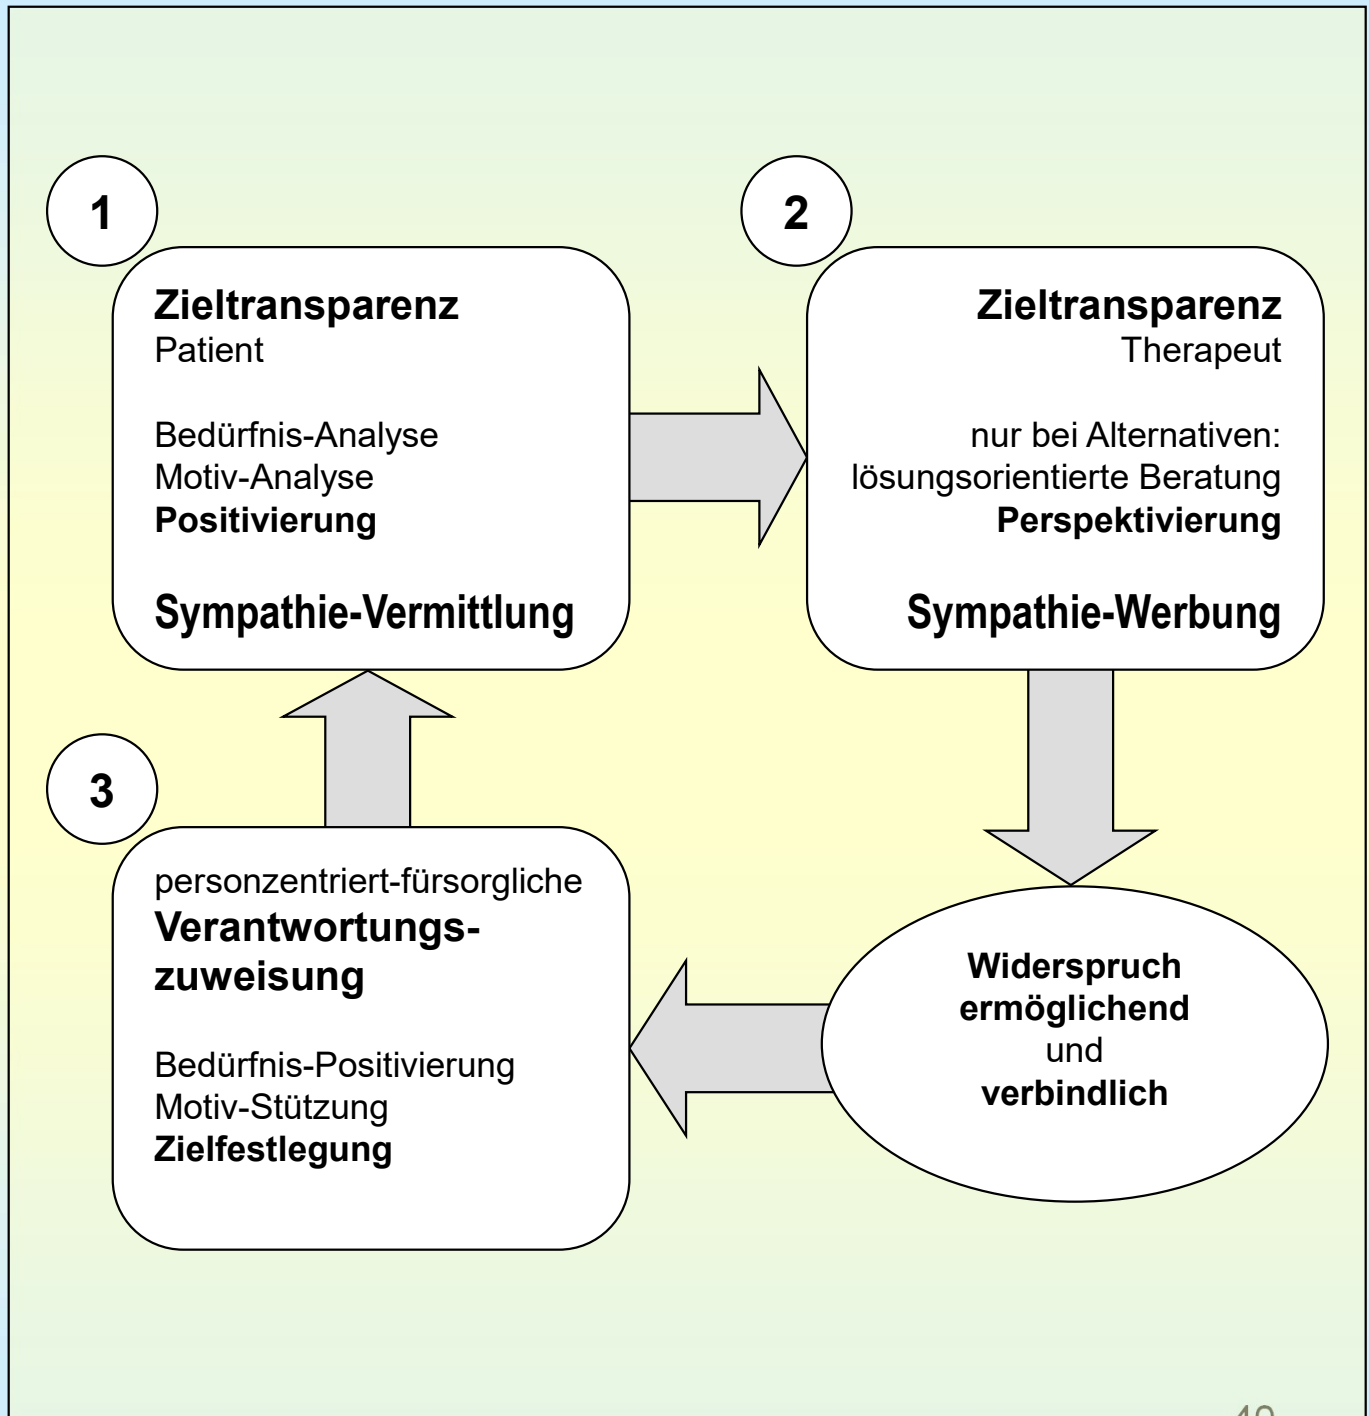 1
Zieltransparenz
Patient
Bedürfnis-Analyse
Motiv-Analyse
Positivierung
Sympathie-Vermittlung
2
Zieltransparenz
Therapeut
nur bei Alternativen:
lösungsorientierte Beratung
Perspektivierung
Sympathie-Werbung
Widerspruch
ermöglichend
und
verbindlich
3
personzentriert-fürsorgliche
Verantwortungs-
zuweisung
Bedürfnis-Positivierung
Motiv-Stützung
Zielfestlegung